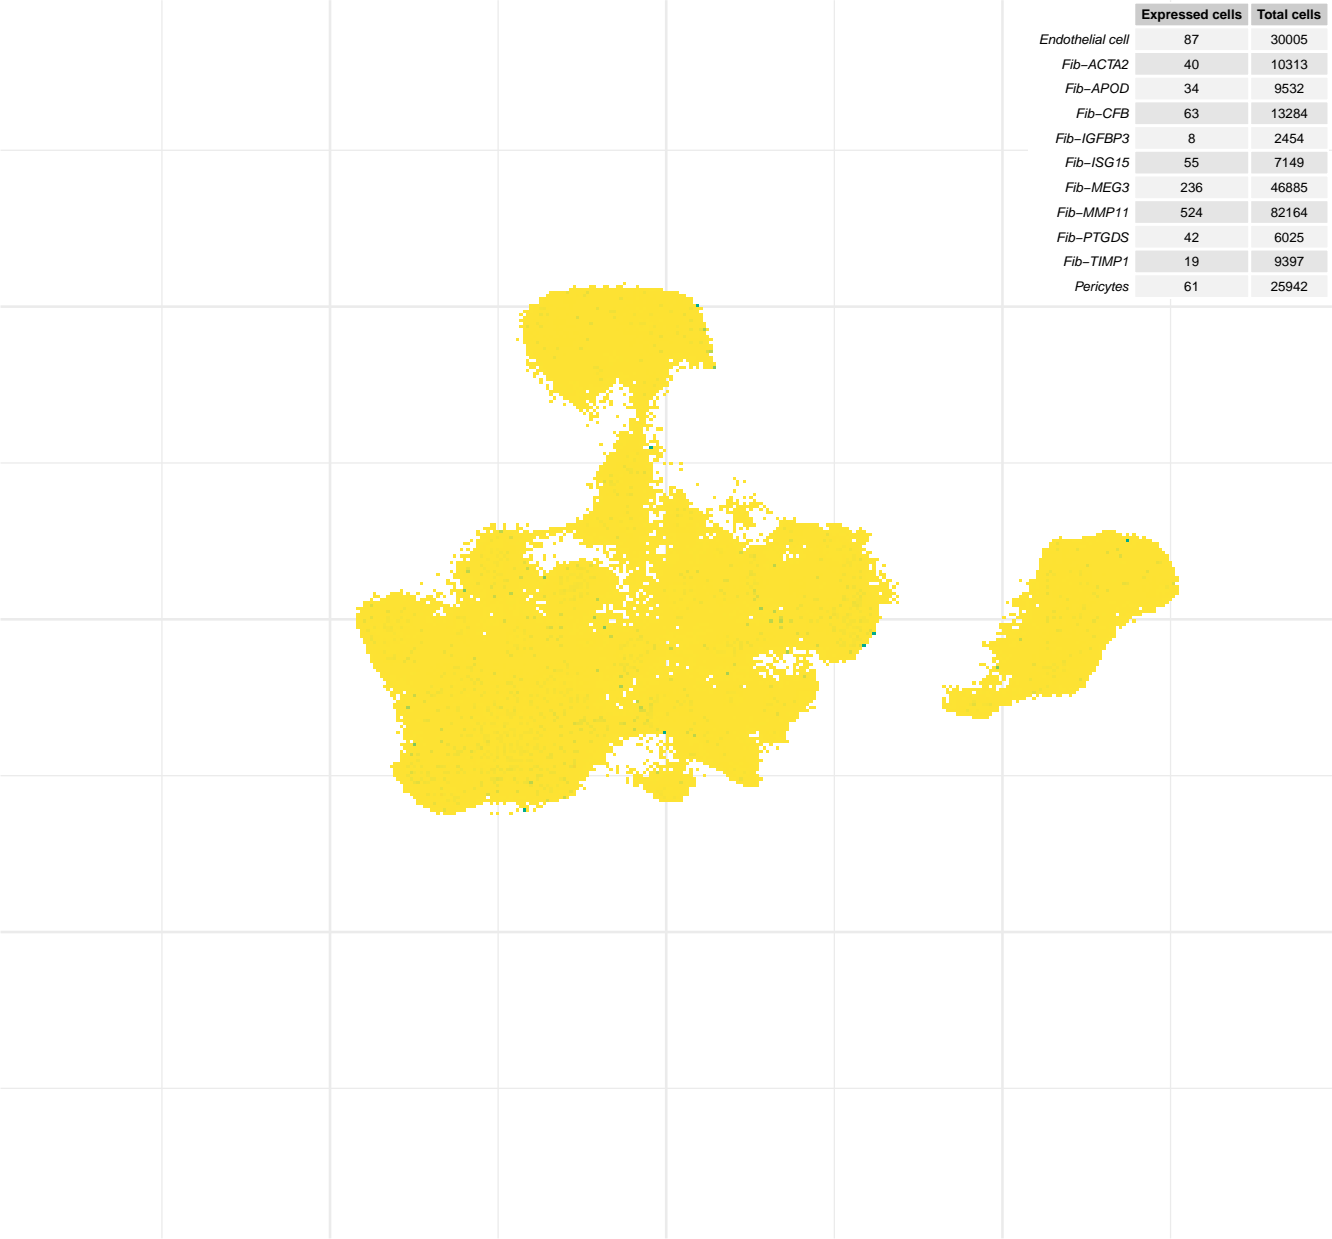 Expressed cells Total cells
Endothelial cell 87 30005
Fib−ACTA2 40 10313
Fib−APOD 34 9532
Fib−CFB 63 13284
Fib−IGFBP3 8 2454
Fib−ISG15 55 7149
Fib−MEG3 236 46885
Fib−MMP11 524 82164
Fib−PTGDS 42 6025
Fib−TIMP1 19 9397
Pericytes 61 25942